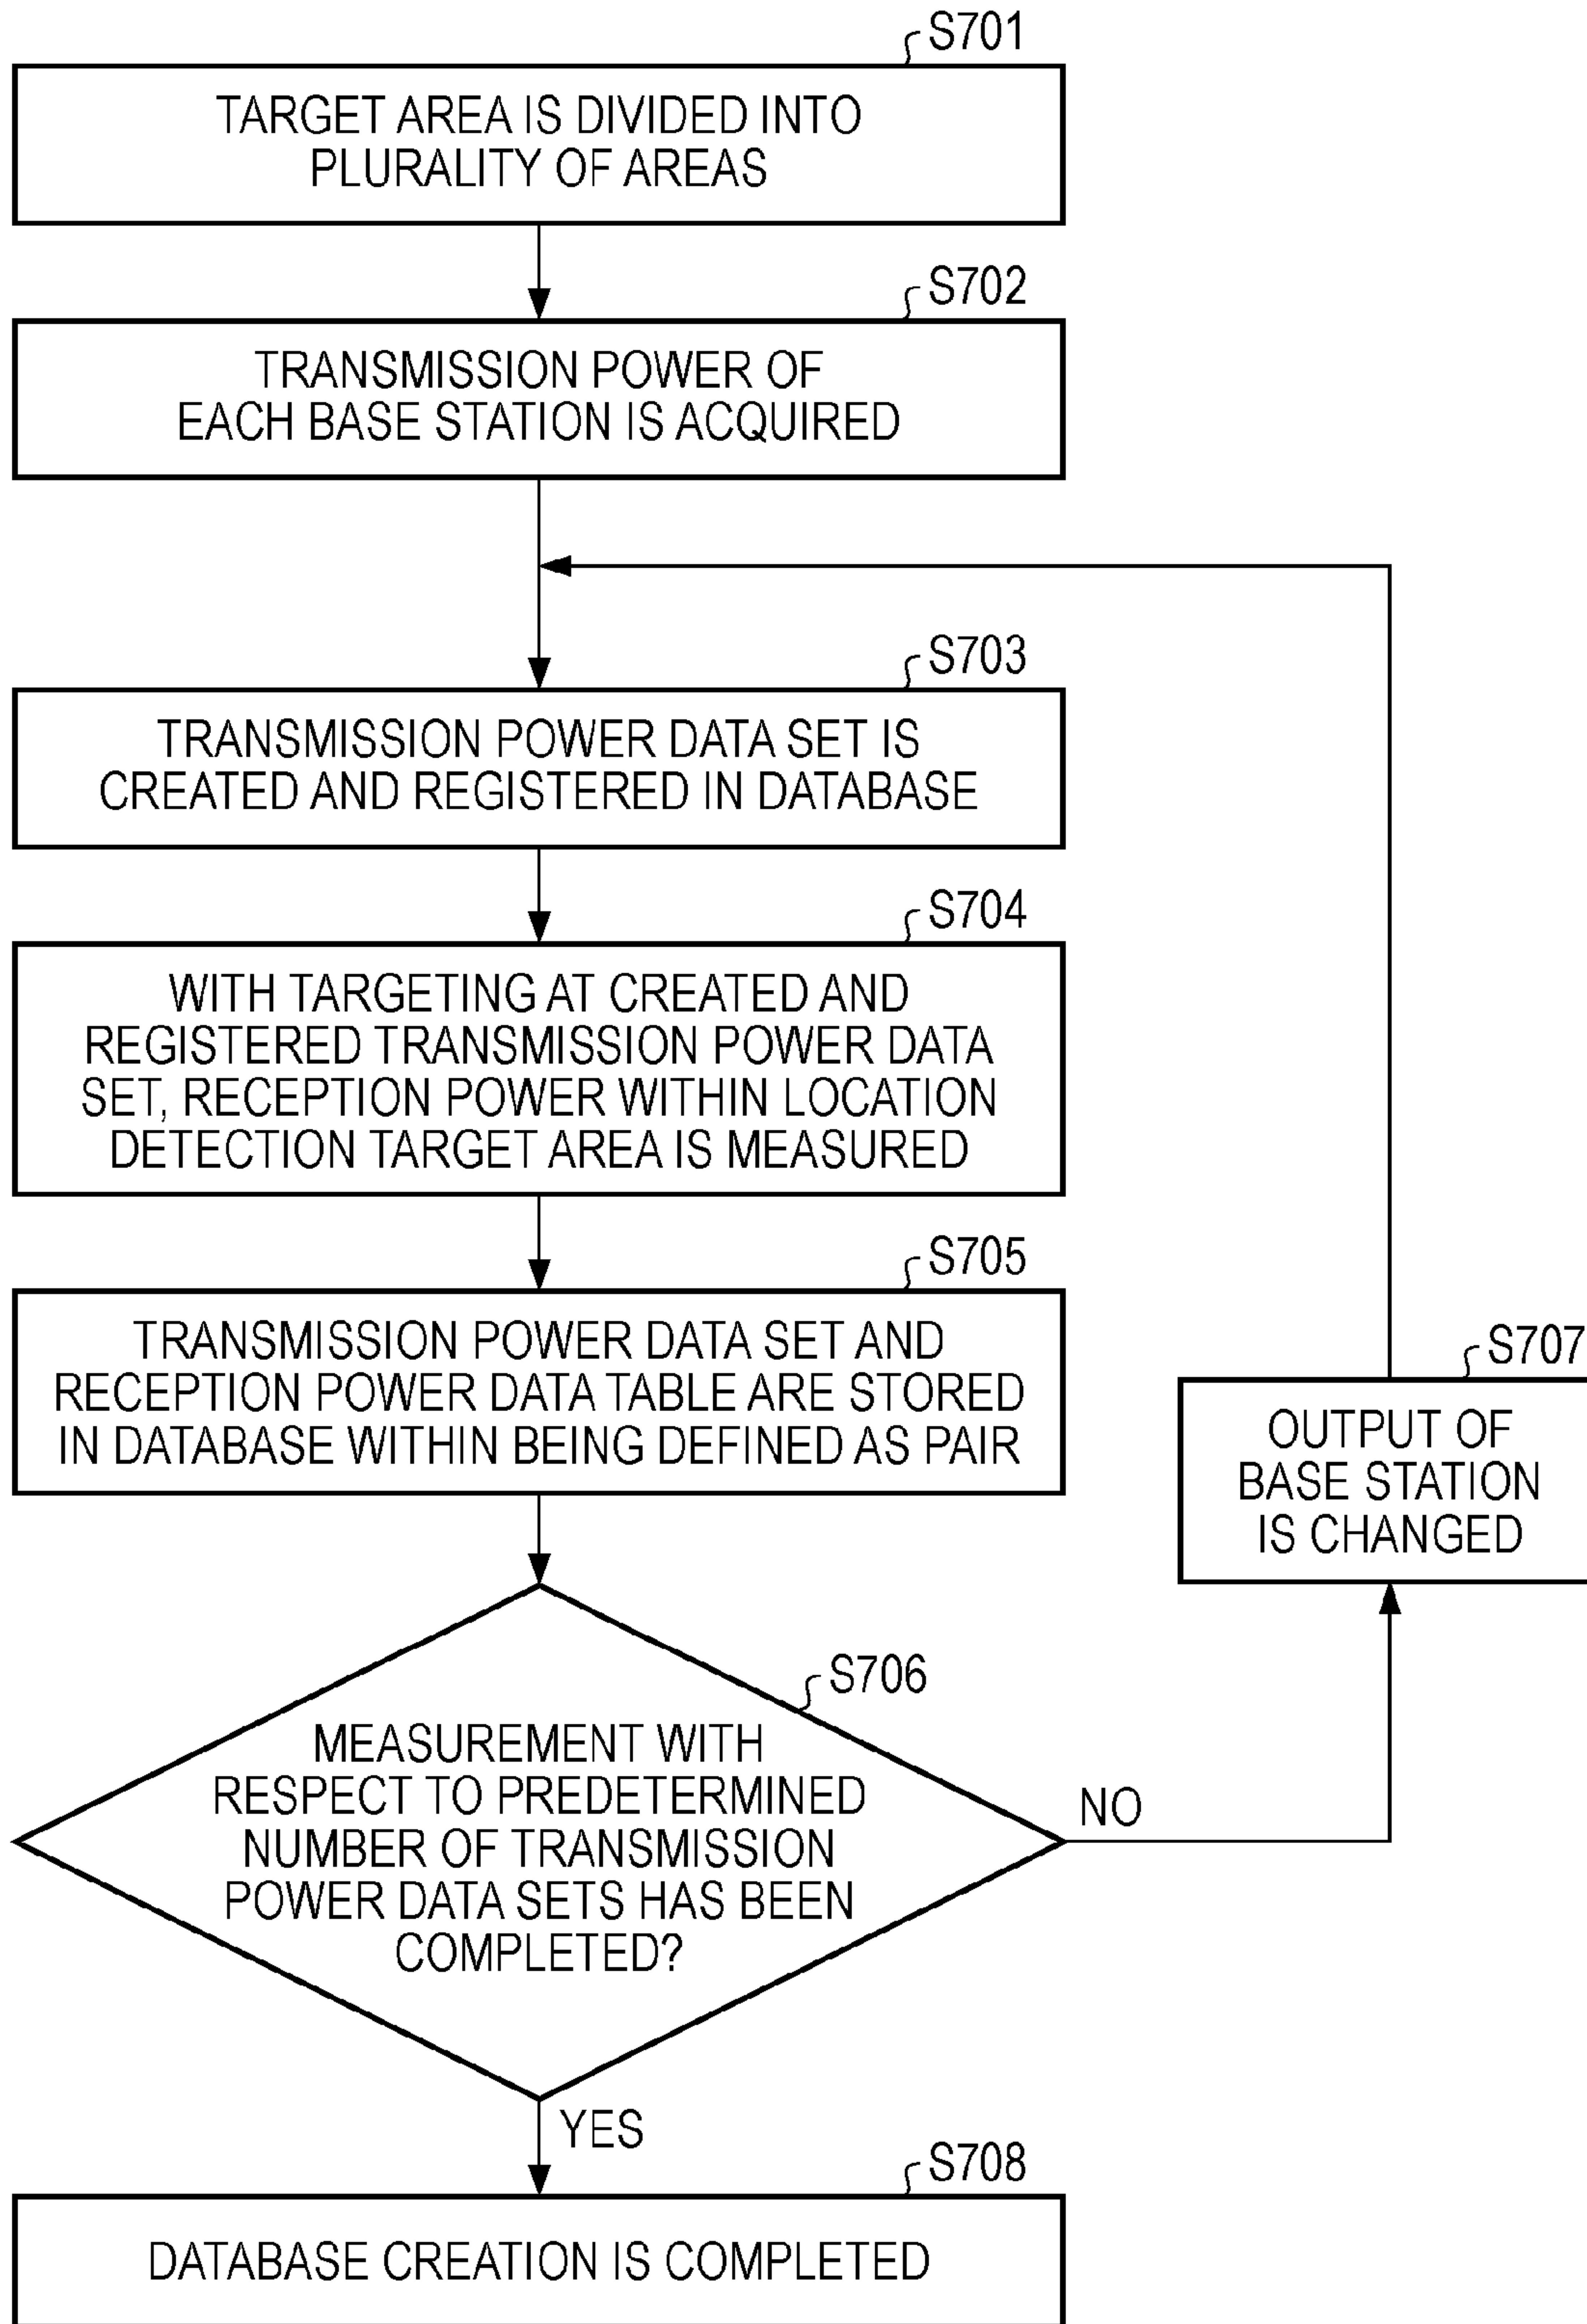 S701
TARGET AREA IS DIVIDED INTO
PLURALITY OF AREAS
S702
TRANSMISSION POWER OF
EACH BASE STATION IS ACQUIRED
S703
TRANSMISSION POWER DATA SET IS
CREATED AND REGISTERED IN DATABASE
S704
WITH TARGETING AT CREATED AND
REGISTERED TRANSMISSION POWER DATA
SET, RECEPTION POWER WITHIN LOCATION
DETECTION TARGET AREA IS MEASURED
S705
TRANSMISSION POWER DATA SET AND
RECEPTION POWER DATA TABLE ARE STORED
IN DATABASE WITHIN BEING DEFINED AS PAIR
S707
OUTPUT OF
BASE STATION
IS CHANGED
S706
MEASUREMENT WITH
RESPECT TO PREDETERMINED
NUMBER OF TRANSMISSION
POWER DATA SETS HAS BEEN
COMPLETED?
NO
YES
S708
DATABASE CREATION IS COMPLETED